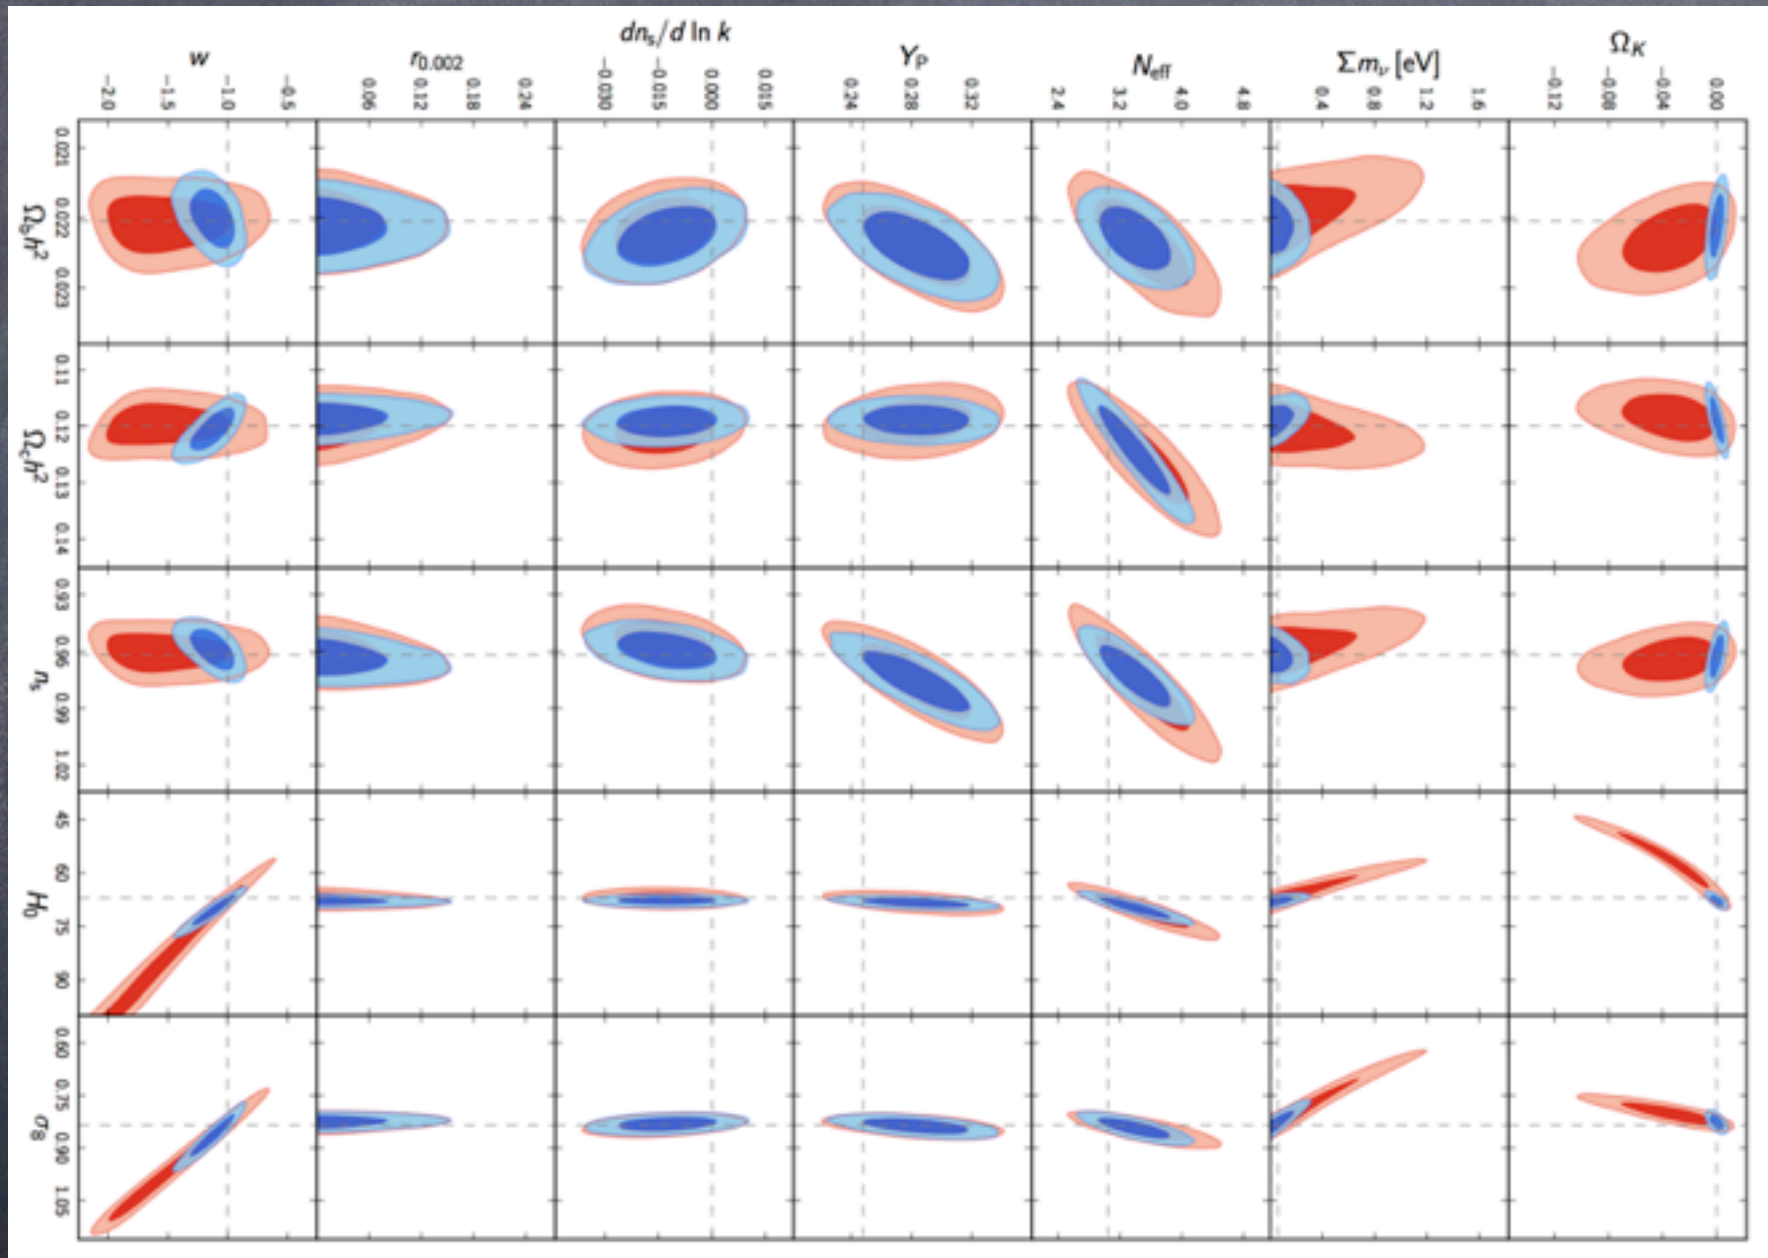 w
r0.002
dns/d ln k
YP
Neff
Σmν [eV]
ΩK
−2.0 −1.5 −1.0 −0.5
0.06 0.12 0.18 0.24
−0.030 −0.015 0.000 0.015
0.24 0.28 0.32
2.4 3.2 4.0 4.8
0.4 0.8 1.2 1.6
−0.12 −0.08 −0.04 0.00
Ωbh²
0.021 0.022 0.023
Ωch²
0.11 0.12 0.13 0.14
ns
0.93 0.96 0.99 1.02
H0
45 60 75 90
σ8
0.60 0.75 0.90 1.05